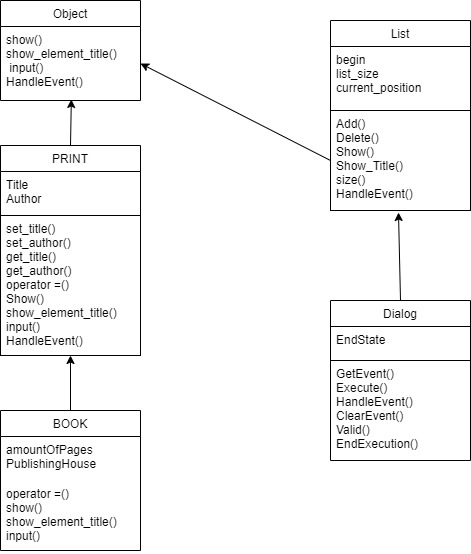 Object
show()
show_element_title()
input()
HandleEvent()
List
begin
list_size
current_position
Add()
Delete()
Show()
Show_Title()
size()
HandleEvent()
PRINT
Title
Author
set_title()
set_author()
get_title()
get_author()
operator =()
Show()
show_element_title()
input()
HandleEvent()
Dialog
EndState
GetEvent()
Execute()
HandleEvent()
ClearEvent()
Valid()
EndExecution()
BOOK
amountOfPages
PublishingHouse
operator =()
show()
show_element_title()
input()